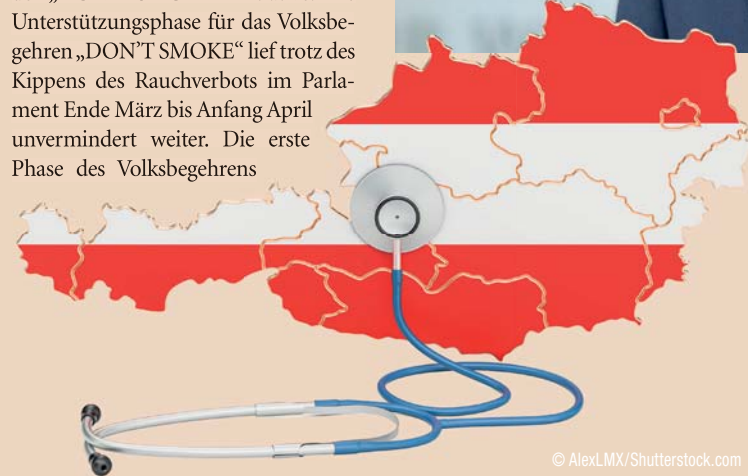 Unterstützungsphase für das Volksbe-
gehren „DON’T SMOKE“ lief trotz des
Kippens des Rauchverbots im Parla-
ment Ende März bis Anfang April
unvermindert weiter. Die erste
Phase des Volksbegehrens
© AlexLMX/Shutterstock.com